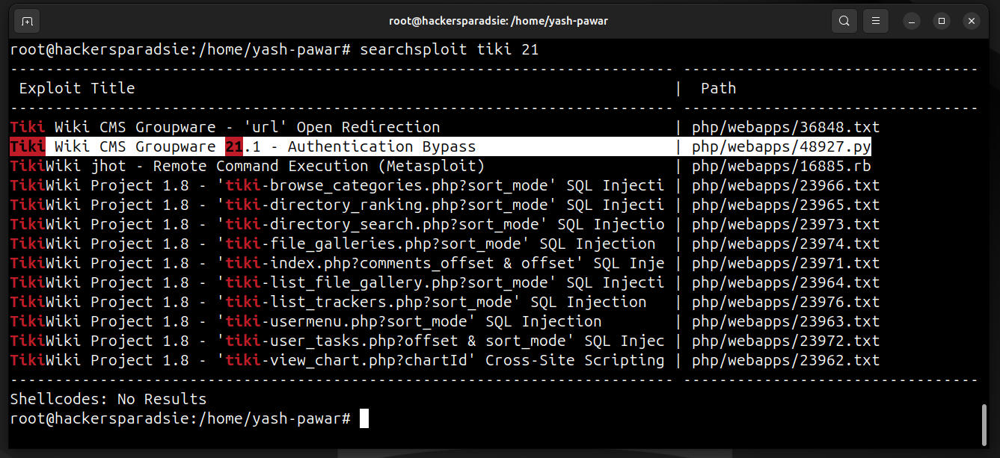 root@hackersparadsie: /home/yash-pawar
root@hackersparadsie:/home/yash-pawar# searchsploit tiki 21
---------------------------------------------------------------------------------- ---------------------------------
Exploit Title | Path
---------------------------------------------------------------------------------- ---------------------------------
Tiki Wiki CMS Groupware - 'url' Open Redirection | php/webapps/36848.txt
Tiki Wiki CMS Groupware 21.1 - Authentication Bypass | php/webapps/48927.py
TikiWiki jhot - Remote Command Execution (Metasploit) | php/webapps/16885.rb
TikiWiki Project 1.8 - 'tiki-browse_categories.php?sort_mode' SQL Injecti | php/webapps/23966.txt
TikiWiki Project 1.8 - 'tiki-directory_ranking.php?sort_mode' SQL Injecti | php/webapps/23965.txt
TikiWiki Project 1.8 - 'tiki-directory_search.php?sort_mode' SQL Injectio | php/webapps/23973.txt
TikiWiki Project 1.8 - 'tiki-file_galleries.php?sort_mode' SQL Injection | php/webapps/23974.txt
TikiWiki Project 1.8 - 'tiki-index.php?comments_offset & offset' SQL Inje | php/webapps/23971.txt
TikiWiki Project 1.8 - 'tiki-list_file_gallery.php?sort_mode' SQL Injecti | php/webapps/23964.txt
TikiWiki Project 1.8 - 'tiki-list_trackers.php?sort_mode' SQL Injection | php/webapps/23976.txt
TikiWiki Project 1.8 - 'tiki-usermenu.php?sort_mode' SQL Injection | php/webapps/23963.txt
TikiWiki Project 1.8 - 'tiki-user_tasks.php?offset & sort_mode' SQL Injec | php/webapps/23972.txt
TikiWiki Project 1.8 - 'tiki-view_chart.php?chartId' Cross-Site Scripting | php/webapps/23962.txt
---------------------------------------------------------------------------------- ---------------------------------
Shellcodes: No Results
root@hackersparadsie:/home/yash-pawar#